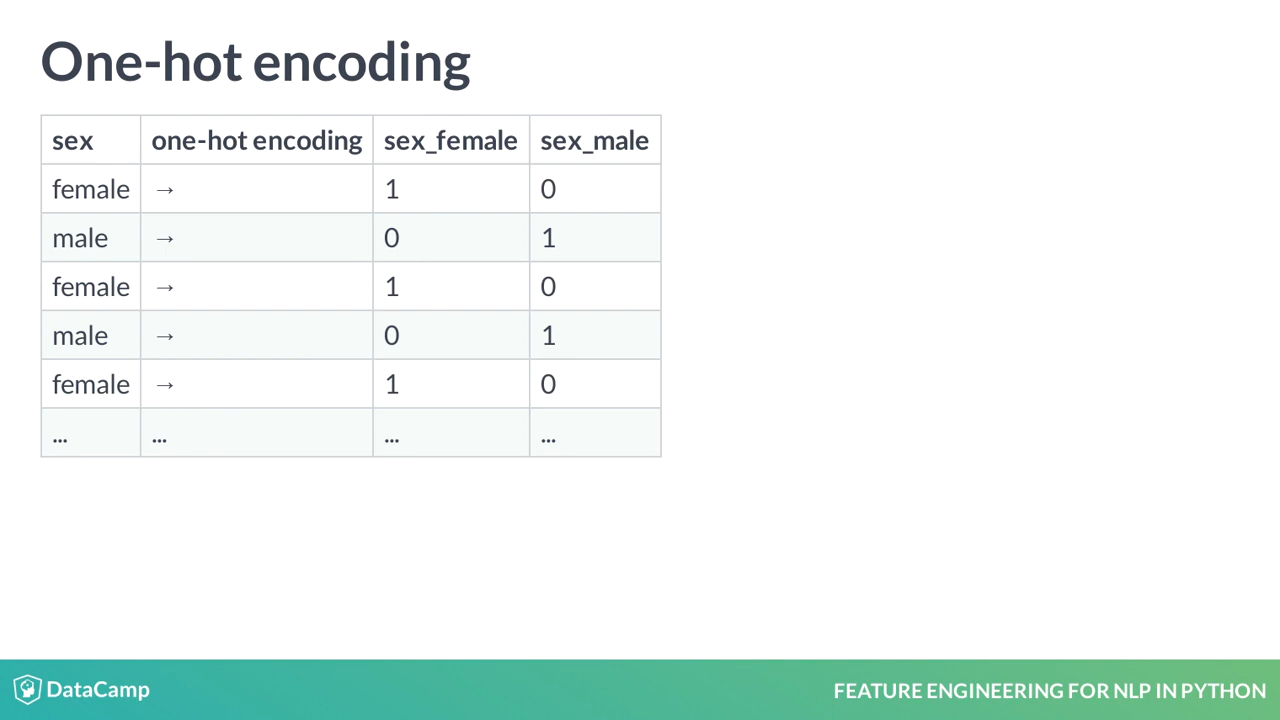 One-hot encoding
sex one-hot encoding sex_female sex_male
female → 1 0
male → 0 1
female → 1 0
male → 0 1
female → 1 0
... ... ... ...
DataCamp
FEATURE ENGINEERING FOR NLP IN PYTHON